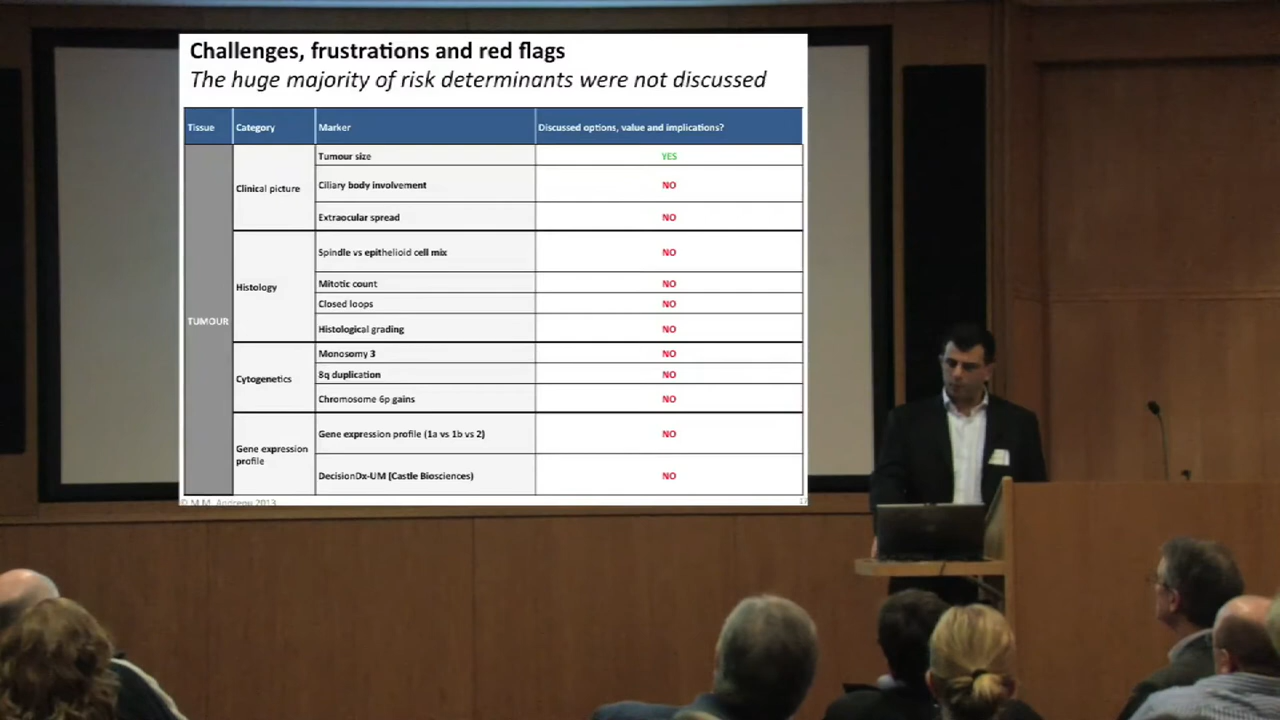 Challenges, frustrations and red flags
The huge majority of risk determinants were not discussed
Tissue Category Marker Discussed options, value and implications?
TUMOUR
Clinical picture
Tumour size YES
Ciliary body involvement NO
Extraocular spread NO
Histology
Spindle vs epithelioid cell mix NO
Mitotic count NO
Closed loops NO
Histological grading NO
Cytogenetics
Monosomy 3 NO
8q duplication NO
Chromosome 6p gains NO
Gene expression
profile
Gene expression profile (1a vs 1b vs 2) NO
DecisionDx-UM (Castle Biosciences) NO
© M.M. Andrenu 2013